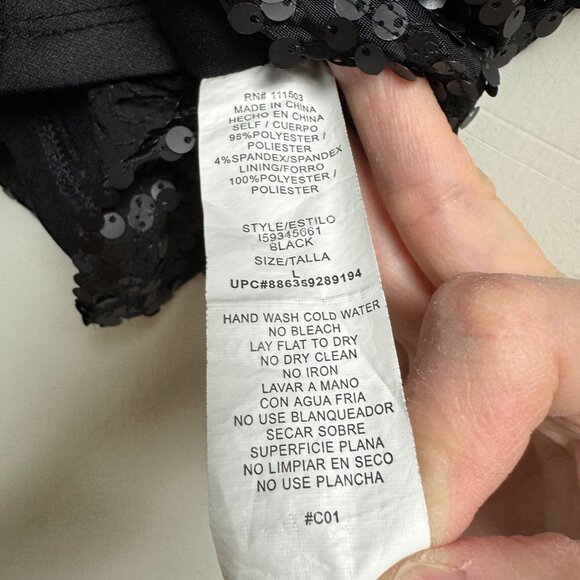 RN# 111503
MADE IN CHINA
HECHO EN CHINA
SELF / CUERPO
96%POLYESTER /
POLIESTER
4%SPANDEX/SPANDEX
LINING/FORRO
100%POLYESTER /
POLIESTER
STYLE/ESTILO
I59345661
BLACK
SIZE/TALLA
L
UPC#886359289194
HAND WASH COLD WATER
NO BLEACH
LAY FLAT TO DRY
NO DRY CLEAN
NO IRON
LAVAR A MANO
CON AGUA FRIA
NO USE BLANQUEADOR
SECAR SOBRE
SUPERFICIE PLANA
NO LIMPIAR EN SECO
NO USE PLANCHA
#C01